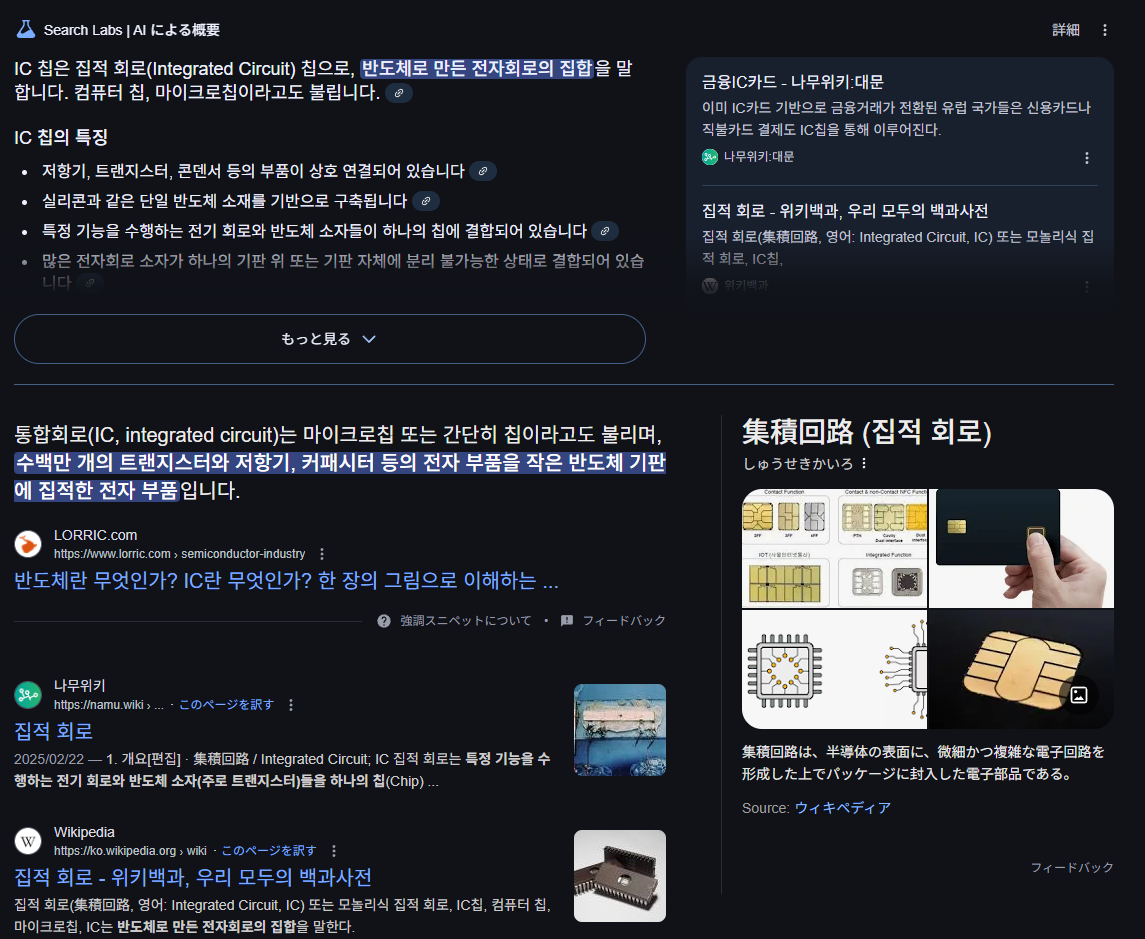 Search Labs | AI による概要
詳細
IC 칩은 집적 회로(Integrated Circuit) 칩으로, 반도체로 만든 전자회로의 집합을 말
합니다. 컴퓨터 칩, 마이크로칩이라고도 불립니다.
IC 칩의 특징
저항기, 트랜지스터, 콘덴서 등의 부품이 상호 연결되어 있습니다
실리콘과 같은 단일 반도체 소재를 기반으로 구축됩니다
특정 기능을 수행하는 전기 회로와 반도체 소자들이 하나의 칩에 결합되어 있습니다
많은 전자회로 소자가 하나의 기판 위 또는 기판 자체에 분리 불가능한 상태로 결합되어 있습
니다
금융IC카드 - 나무위키:대문
이미 IC카드 기반으로 금융거래가 전환된 유럽 국가들은 신용카드나
직불카드 결제도 IC칩을 통해 이루어진다.
나무위키:대문
집적 회로 - 위키백과, 우리 모두의 백과사전
집적 회로(集積回路, 영어: Integrated Circuit, IC) 또는 모놀리식 집
적 회로, IC칩,
W 위키백과
もっと見る
통합회로(IC, integrated circuit)는 마이크로칩 또는 간단히 칩이라고도 불리며,
수백만 개의 트랜지스터와 저항기, 커패시터 등의 전자 부품을 작은 반도체 기판
에 집적한 전자 부품입니다.
LORRIC.com
https://www.lorric.com › semiconductor-industry
반도체란 무엇인가? IC란 무엇인가? 한 장의 그림으로 이해하는 ...
強調スニペットについて • フィードバック
나무위키
https://namu.wiki › ... · このページを訳す
집적 회로
2025/02/22 — 1. 개요[편집] · 集積回路 / Integrated Circuit; IC 집적 회로는 특정 기능을 수
행하는 전기 회로와 반도체 소자(주로 트랜지스터)들을 하나의 칩(Chip) ...
W
Wikipedia
https://ko.wikipedia.org › wiki · このページを訳す
집적 회로 - 위키백과, 우리 모두의 백과사전
집적 회로(集積回路, 영어: Integrated Circuit, IC) 또는 모놀리식 집적 회로, IC칩, 컴퓨터 칩,
마이크로칩, IC는 반도체로 만든 전자회로의 집합을 말한다.
集積回路 (집적 회로)
しゅうせきかいろ
Contact Function
Contact & non-Contact NFC Function
Cavity
Dual interface
IOT (사물인터넷통신)
Integrated Function
集積回路は、半導体の表面に、微細かつ複雑な電子回路を
形成した上でパッケージに封入した電子部品である。
Source: ウィキペディア
フィードバック